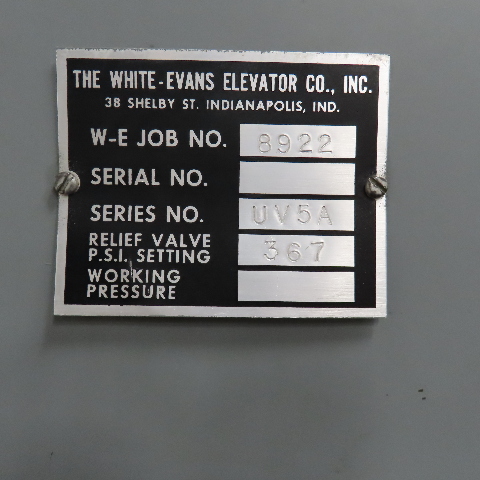 THE WHITE-EVANS ELEVATOR CO., INC.
38 SHELBY ST. INDIANAPOLIS, IND.
W-E JOB NO. 8922
SERIAL NO.
SERIES NO. UV5A
RELIEF VALVE
P.S.I. SETTING 367
WORKING
PRESSURE